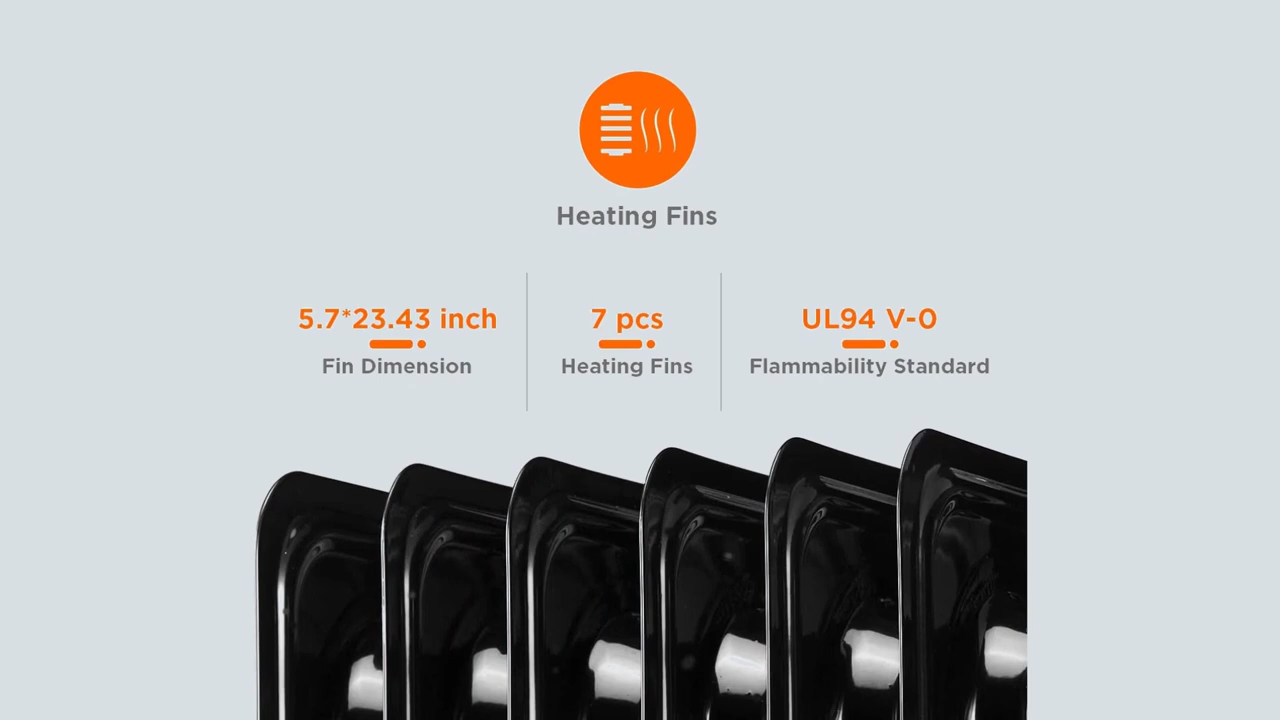 Heating Fins
5.7*23.43 inch
Fin Dimension
7 pcs
Heating Fins
UL94 V-0
Flammability Standard